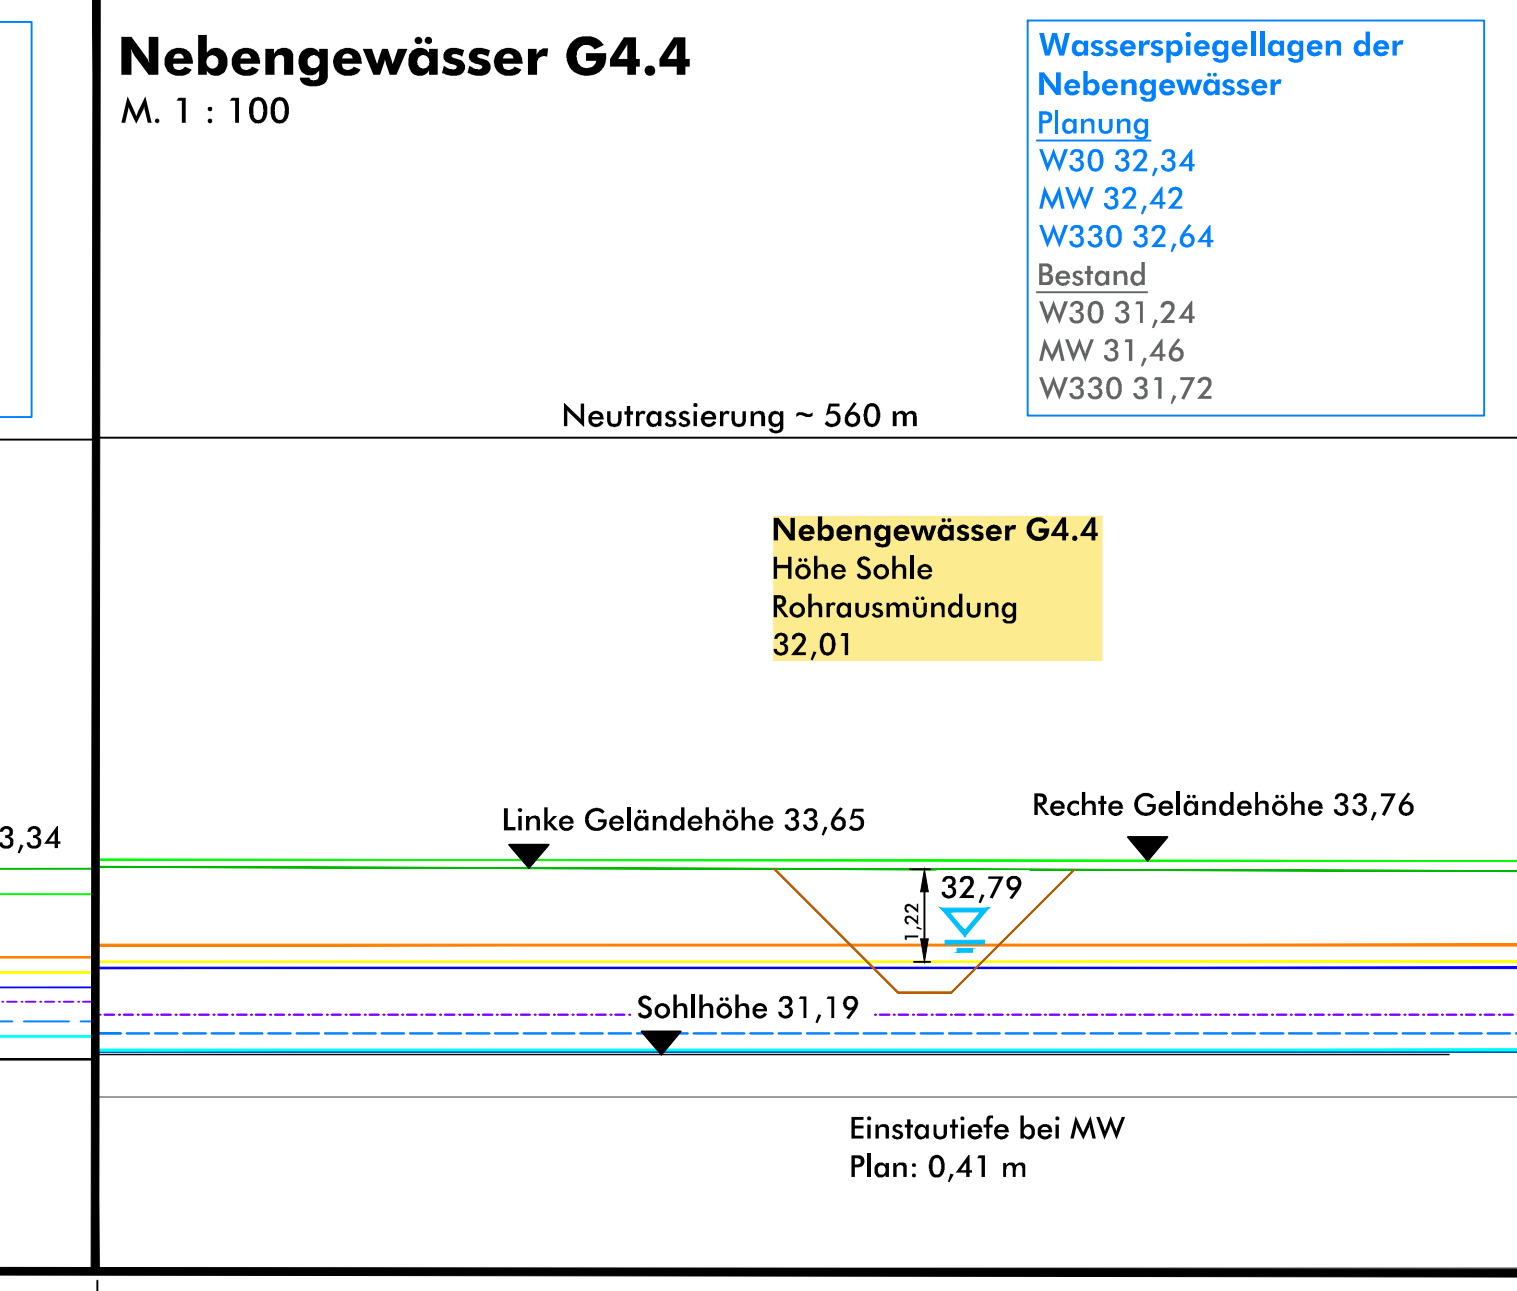 Nebengewässer G4.4
M. 1 : 100
Wasserspiegellagen der
Nebengewässer
Planung
W30 32,34
MW 32,42
W330 32,64
Bestand
W30 31,24
MW 31,46
W330 31,72
Neutrassierung ~ 560 m
Nebengewässer G4.4
Höhe Sohle
Rohrausmündung
32,01
Linke Geländehöhe 33,65
Rechte Geländehöhe 33,76
3,34
32,79
1,22
Sohlhöhe 31,19
Einstautiefe bei MW
Plan: 0,41 m